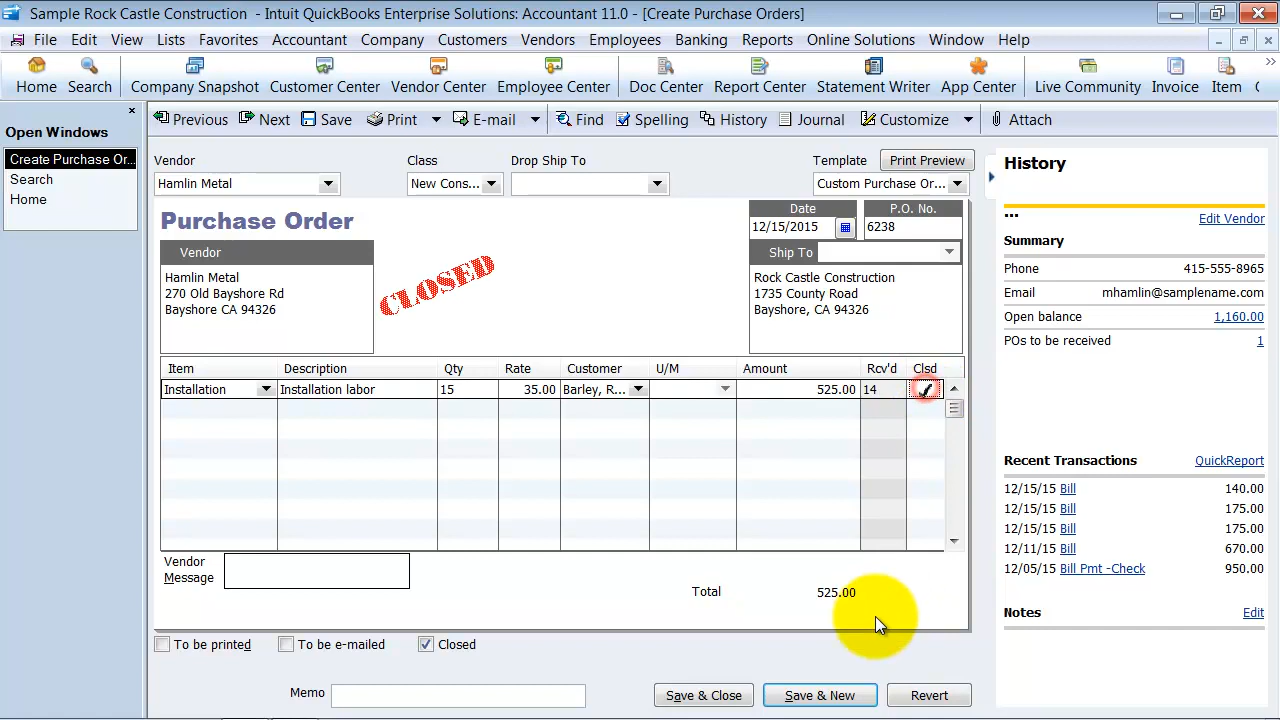 Sample Rock Castle Construction - Intuit QuickBooks Enterprise Solutions: Accountant 11.0 - [Create Purchase Orders]
File Edit View Lists Favorites Accountant Company Customers Vendors Employees Banking Reports Online Solutions Window Help
Home Search Company Snapshot Customer Center Vendor Center Employee Center Doc Center Report Center Statement Writer App Center Live Community Invoice Item
Open Windows
Create Purchase Or...
Search
Home
Previous Next Save Print E-mail Find Spelling History Journal Customize Attach
Vendor Class Drop Ship To Template Print Preview
Hamlin Metal New Cons... Custom Purchase Or...
Purchase Order
Date P.O. No.
12/15/2015 6238
Vendor
Hamlin Metal
270 Old Bayshore Rd
Bayshore CA 94326
CLOSED
Ship To
Rock Castle Construction
1735 County Road
Bayshore, CA 94326
Item Description Qty Rate Customer U/M Amount Rcv'd Clsd
Installation Installation labor 15 35.00 Barley, R... 525.00 14
Vendor
Message
Total 525.00
To be printed To be e-mailed Closed
Memo
Save & Close Save & New Revert
History
...
Edit Vendor
Summary
Phone 415-555-8965
Email mhamlin@samplename.com
Open balance 1,160.00
POs to be received 1
Recent Transactions QuickReport
12/15/15 Bill 140.00
12/15/15 Bill 175.00
12/15/15 Bill 175.00
12/11/15 Bill 670.00
12/05/15 Bill Pmt -Check 950.00
Notes Edit